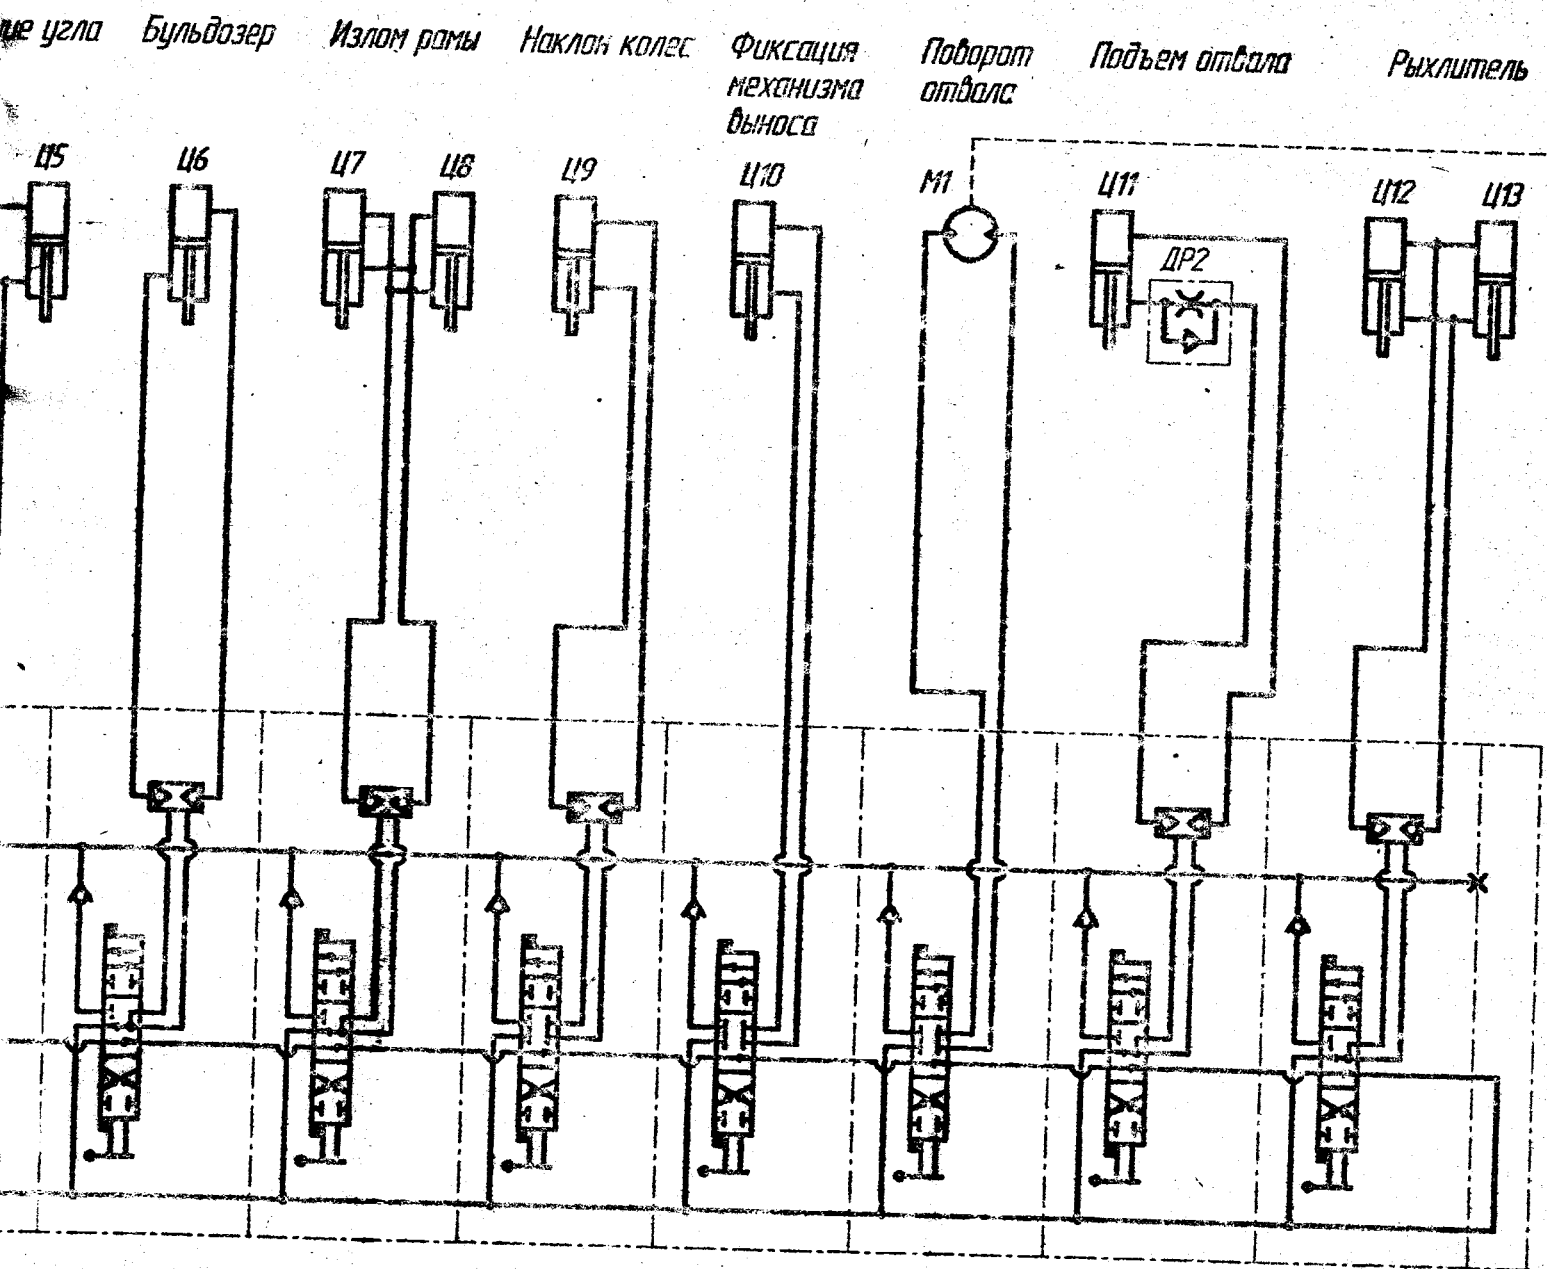 угла
Бульдозер
Излом рамы
Наклон колес
Фиксация
механизма
выноса
Поворот
отвала
Подъем отвала
Рыхлитель
Ц5
Ц6
Ц7
Ц8
Ц9
Ц10
М1
Ц11
ДР2
Ц12
Ц13